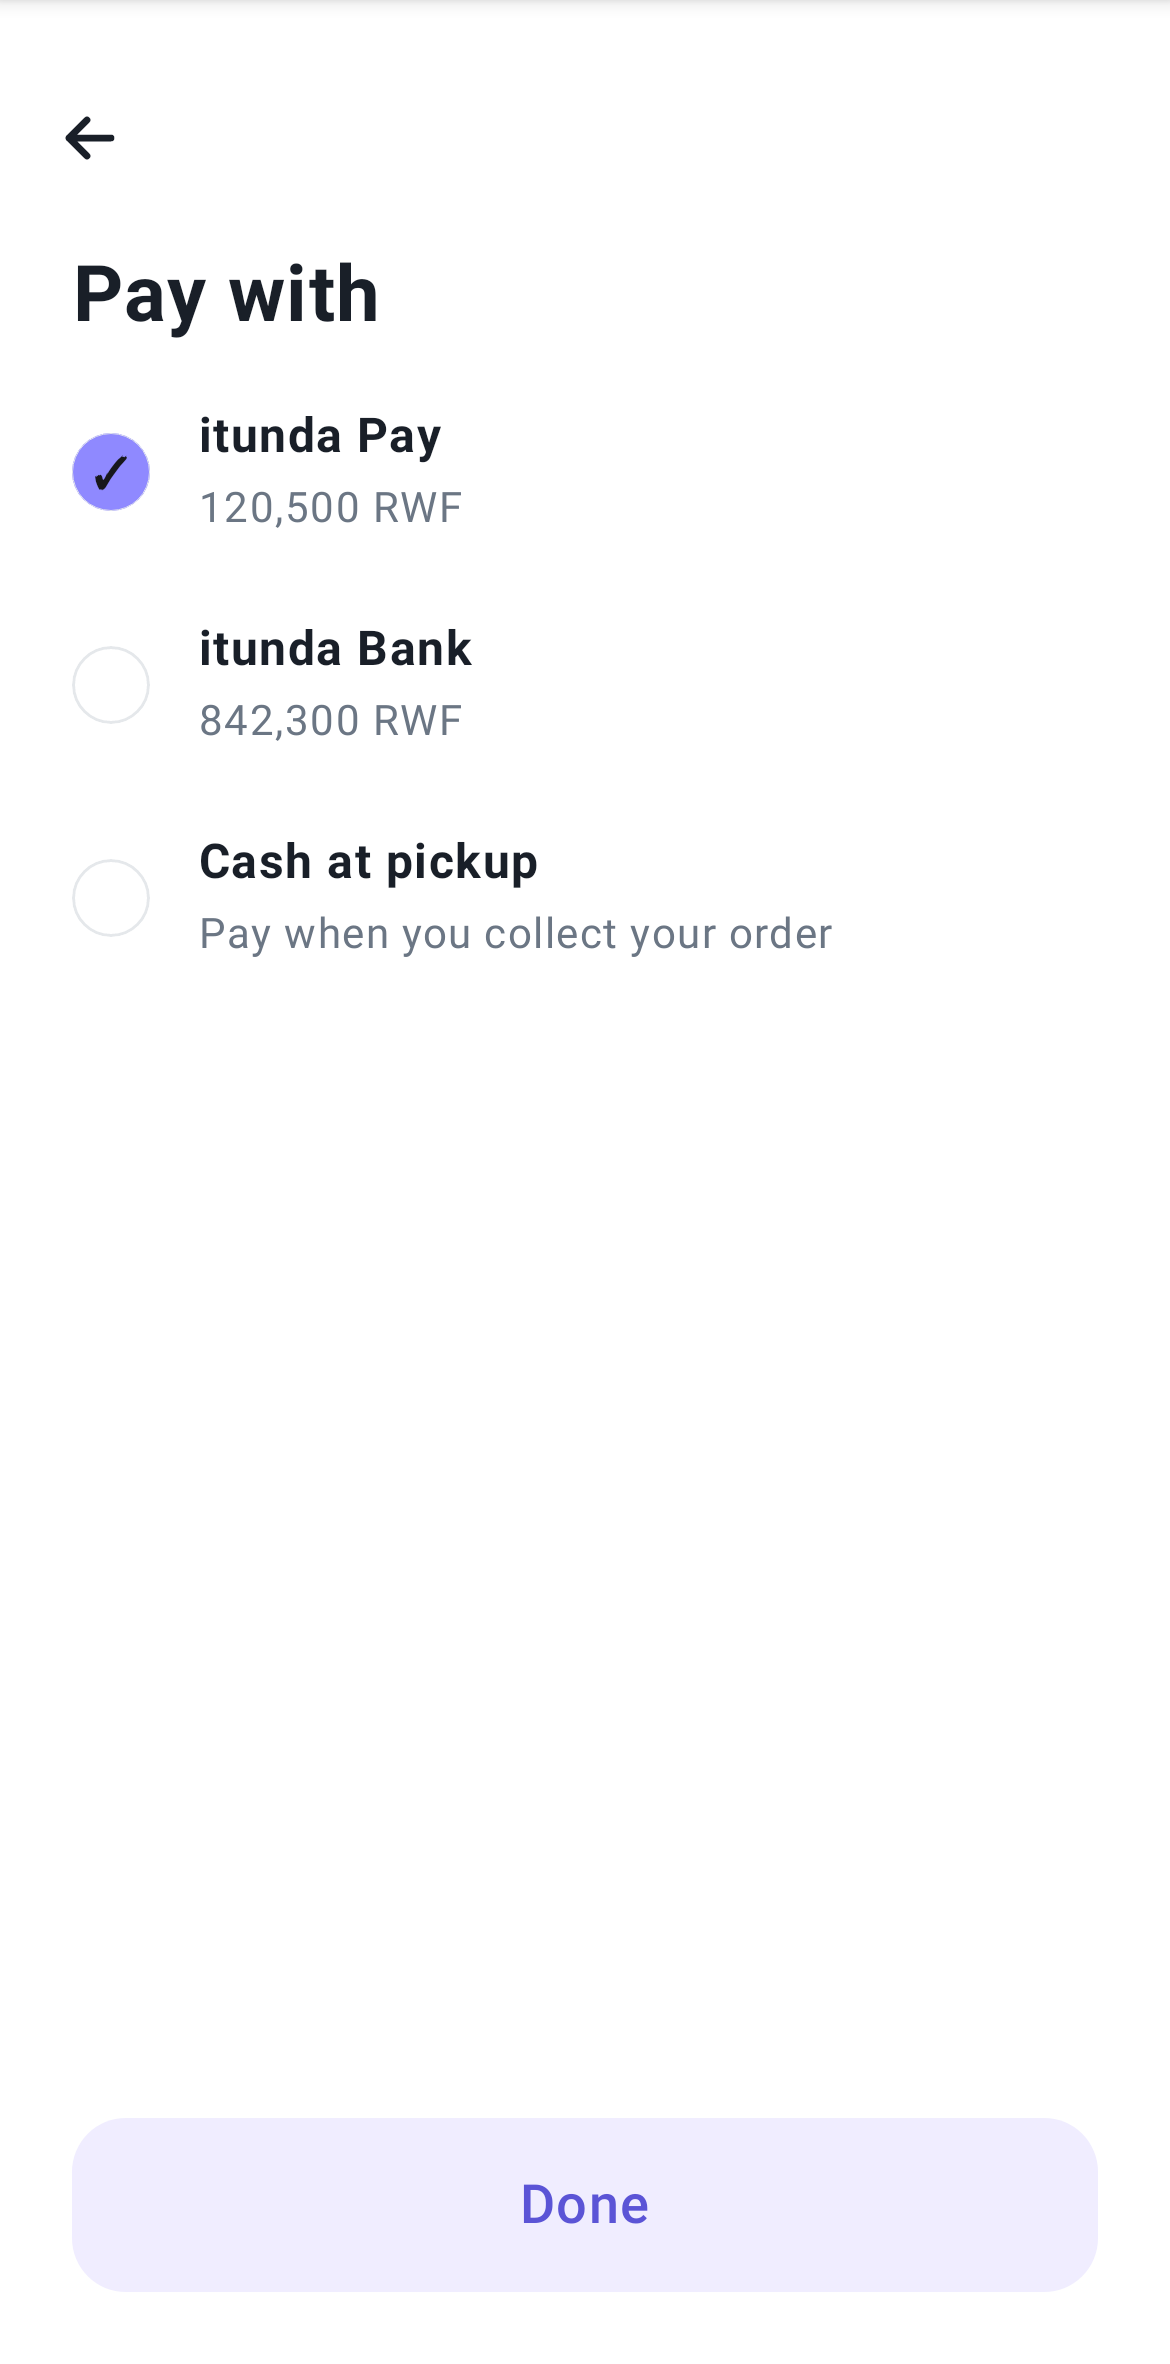 Pay with
itunda Pay
120,500 RWF
itunda Bank
842,300 RWF
Cash at pickup
Pay when you collect your order
Done